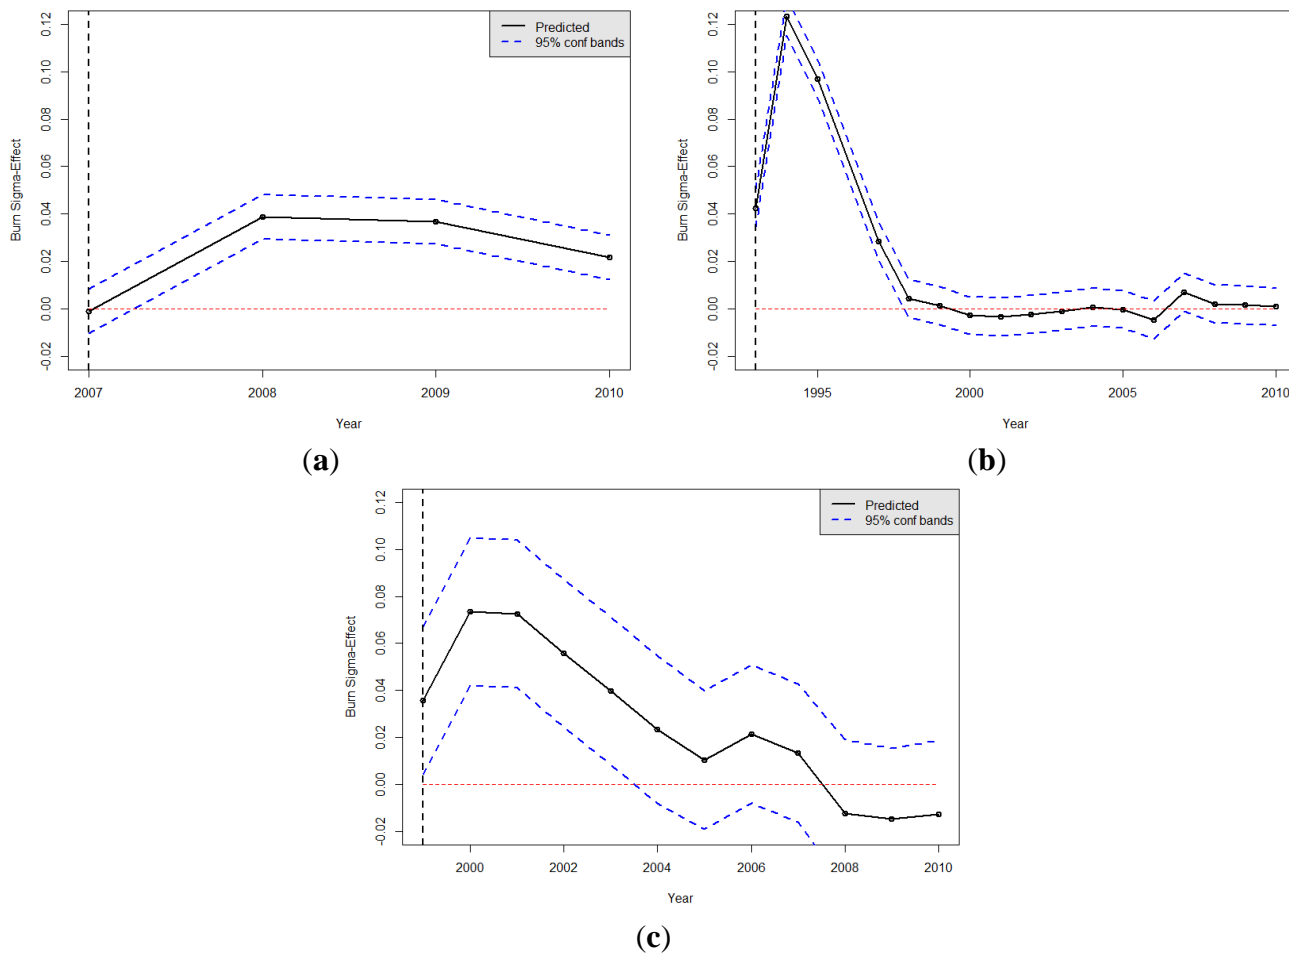 Predicted
95% conf bands
0.12
0.10
0.08
0.06
0.04
0.02
0.00
-0.02
Burn Sigma-Effect
2007 2008 2009 2010
Year
(a)
0.12
0.10
0.08
0.06
0.04
0.02
0.00
-0.02
Burn Sigma-Effect
1995 2000 2005 2010
Year
(b)
Predicted
95% conf bands
0.12
0.10
0.08
0.06
0.04
0.02
0.00
-0.02
Burn Sigma-Effect
2000 2002 2004 2006 2008 2010
Year
(c)